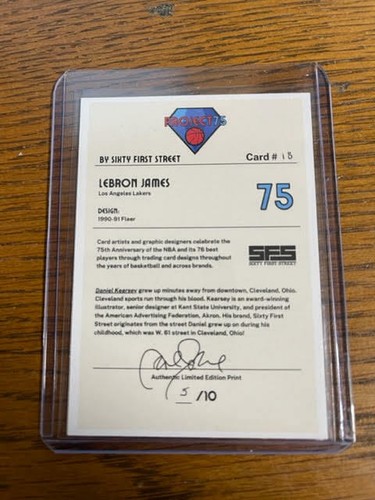 PROJECT 75
BY SIXTY FIRST STREET
Card # 18
LEBRON JAMES
Los Angeles Lakers
75
DESIGN:
1990-91 Fleer
Card artists and graphic designers celebrate the
75th Anniversary of the NBA and its 76 best
players through trading card designs throughout
the years of basketball and across brands.
SFS
SIXTY FIRST STREET
Daniel Kearsey grew up minutes away from downtown, Cleveland, Ohio.
Cleveland sports run through his blood. Kearsey is an award-winning
illustrator, senior designer at Kent State University, and president of
the American Advertising Federation, Akron. His brand, Sixty First
Street originates from the street Daniel grew up on during his
childhood, which was W. 61 street in Cleveland, Ohio!
Authentic Limited Edition Print
5 /10